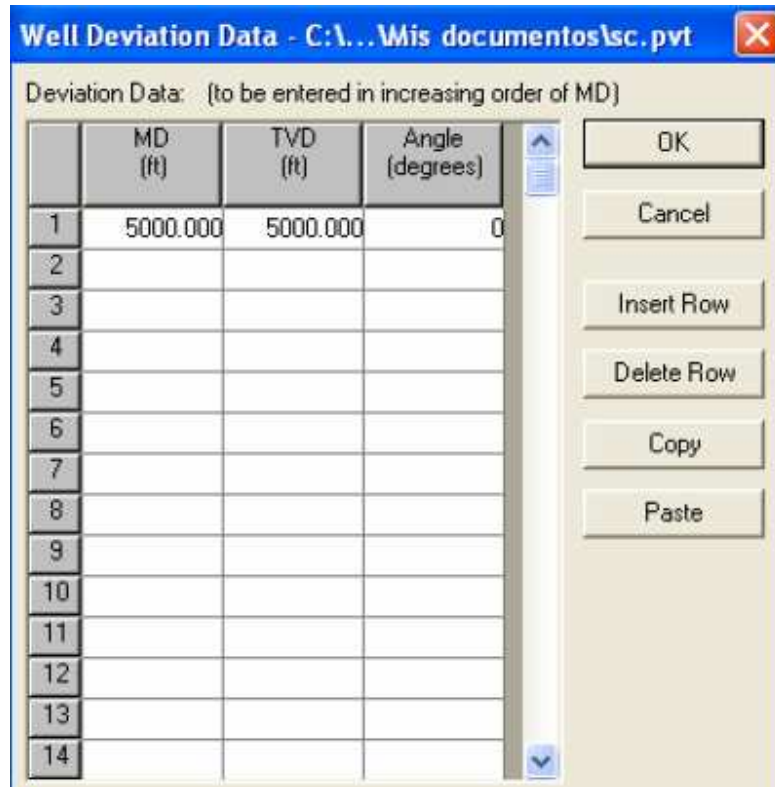 Well Deviation Data - C:\...\Mis documentos\sc.pvt
Deviation Data: (to be entered in increasing order of MD)
MD (ft) TVD (ft) Angle (degrees)
1 5000.000 5000.000 0
2
3
4
5
6
7
8
9
10
11
12
13
14
OK
Cancel
Insert Row
Delete Row
Copy
Paste